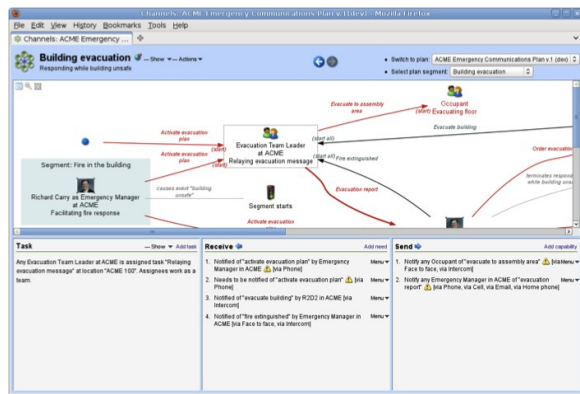 Channels: ACME Emergency Communications Plan v.1 (dev) - Mozilla Firefox
File Edit View History Bookmarks Tools Help
Channels: ACME Emergency ...
Building evacuation — Show ▾ — Actions ▾
Responding while building unsafe
• Switch to plan: ACME Emergency Communications Plan v.1 (dev)
• Select plan segment: Building evacuation
Occupant
Evacuating floor
Evacuate to assembly
area
(start)
Evacuate building
Activate evacuation
plan
(start)
Evacuation Team Leader
at ACME
Relaying evacuation message
(start all)
(start all)
Fire extinguished
Order evacuation
Activate evacuation
plan
(start)
Segment: Fire in the building
Richard Carry as Emergency Manager
at ACME
Facilitating fire response
causes event "building
unsafe"
Segment starts
Evacuation report
terminates
while building
Activate evacuation
Task — Show ▾ Add task
Any Evacuation Team Leader at ACME is assigned task "Relaying
evacuation message" at location "ACME 100". Assignees work as a
team.
Receive Add need
1. Notified of "activate evacuation plan" by Emergency Menu ▾
Manager in ACME [via Phone]
2. Needs to be notified of "activate evacuation plan" [via Menu ▾
Phone]
3. Notified of "evacuate building" by R2D2 in ACME [via Menu ▾
Intercom]
4. Notified of "fire extinguished" by Emergency Manager in Menu ▾
ACME [via Face to face, via Intercom]
Send Add capability
1. Notify any Occupant of "evacuate to assembly area" [via Menu ▾
Face to face, via Intercom]
2. Notify any Emergency Manager in ACME of "evacuation Menu ▾
report" [via Phone, via Cell, via Email, via Home phone]